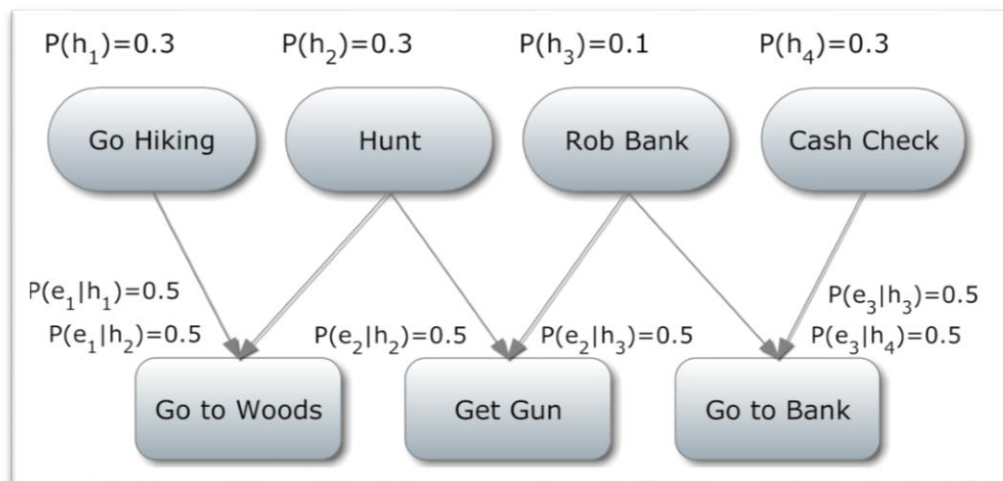 P(h₁)=0.3 P(h₂)=0.3 P(h₃)=0.1 P(h₄)=0.3
Go Hiking Hunt Rob Bank Cash Check
P(e₁|h₁)=0.5 P(e₃|h₃)=0.5
P(e₁|h₂)=0.5 P(e₂|h₂)=0.5 P(e₂|h₃)=0.5 P(e₃|h₄)=0.5
Go to Woods Get Gun Go to Bank